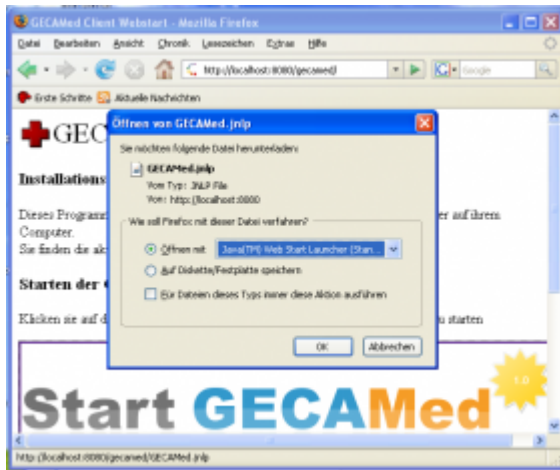 GECAMed Client Webstart - Mozilla Firefox
Datei Bearbeiten Ansicht Chronik Lesezeichen Extras Hilfe
http://localhost:8080/gecamed/
Google
Erste Schritte Aktuelle Nachrichten
GEC
Öffnen von GECAMed.jnlp
Sie möchten folgende Datei herunterladen:
GECAMed.jnlp
Vom Typ: JNLP File
Von: http://localhost:8080
Installations
Dieses Programm
er auf ihrem
Computer.
Sie finden die ak
Wie soll Firefox mit dieser Datei verfahren?
Öffnen mit Java(TM) Web Start Launcher (Stan...
Auf Diskette/Festplatte speichern
Für Dateien dieses Typs immer diese Aktion ausführen
Starten der
Klicken sie auf d
u starten
OK Abbrechen
Start GECAMed
1.0
http://localhost:8080/gecamed/GECAMed.jnlp